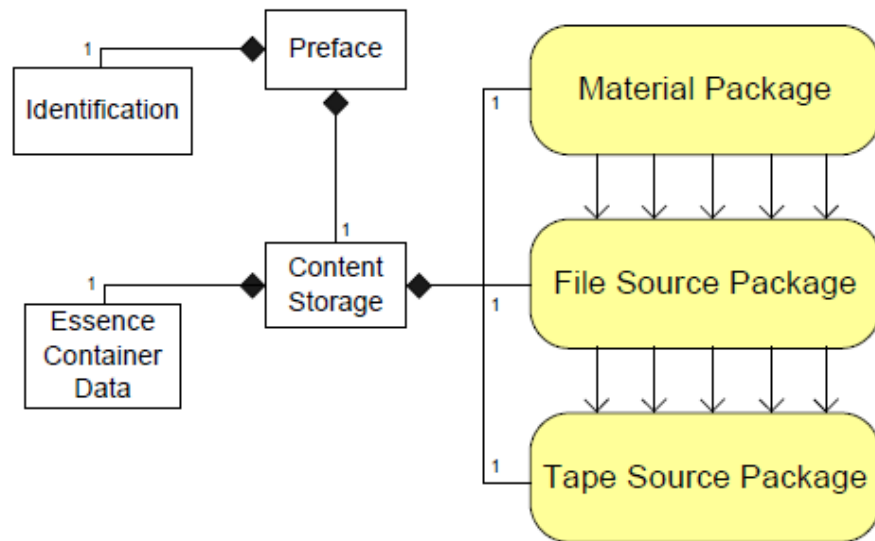 1
Preface
Identification
Material Package
1
1
Content
Storage
File Source Package
1
1
Essence
Container
Data
1
Tape Source Package